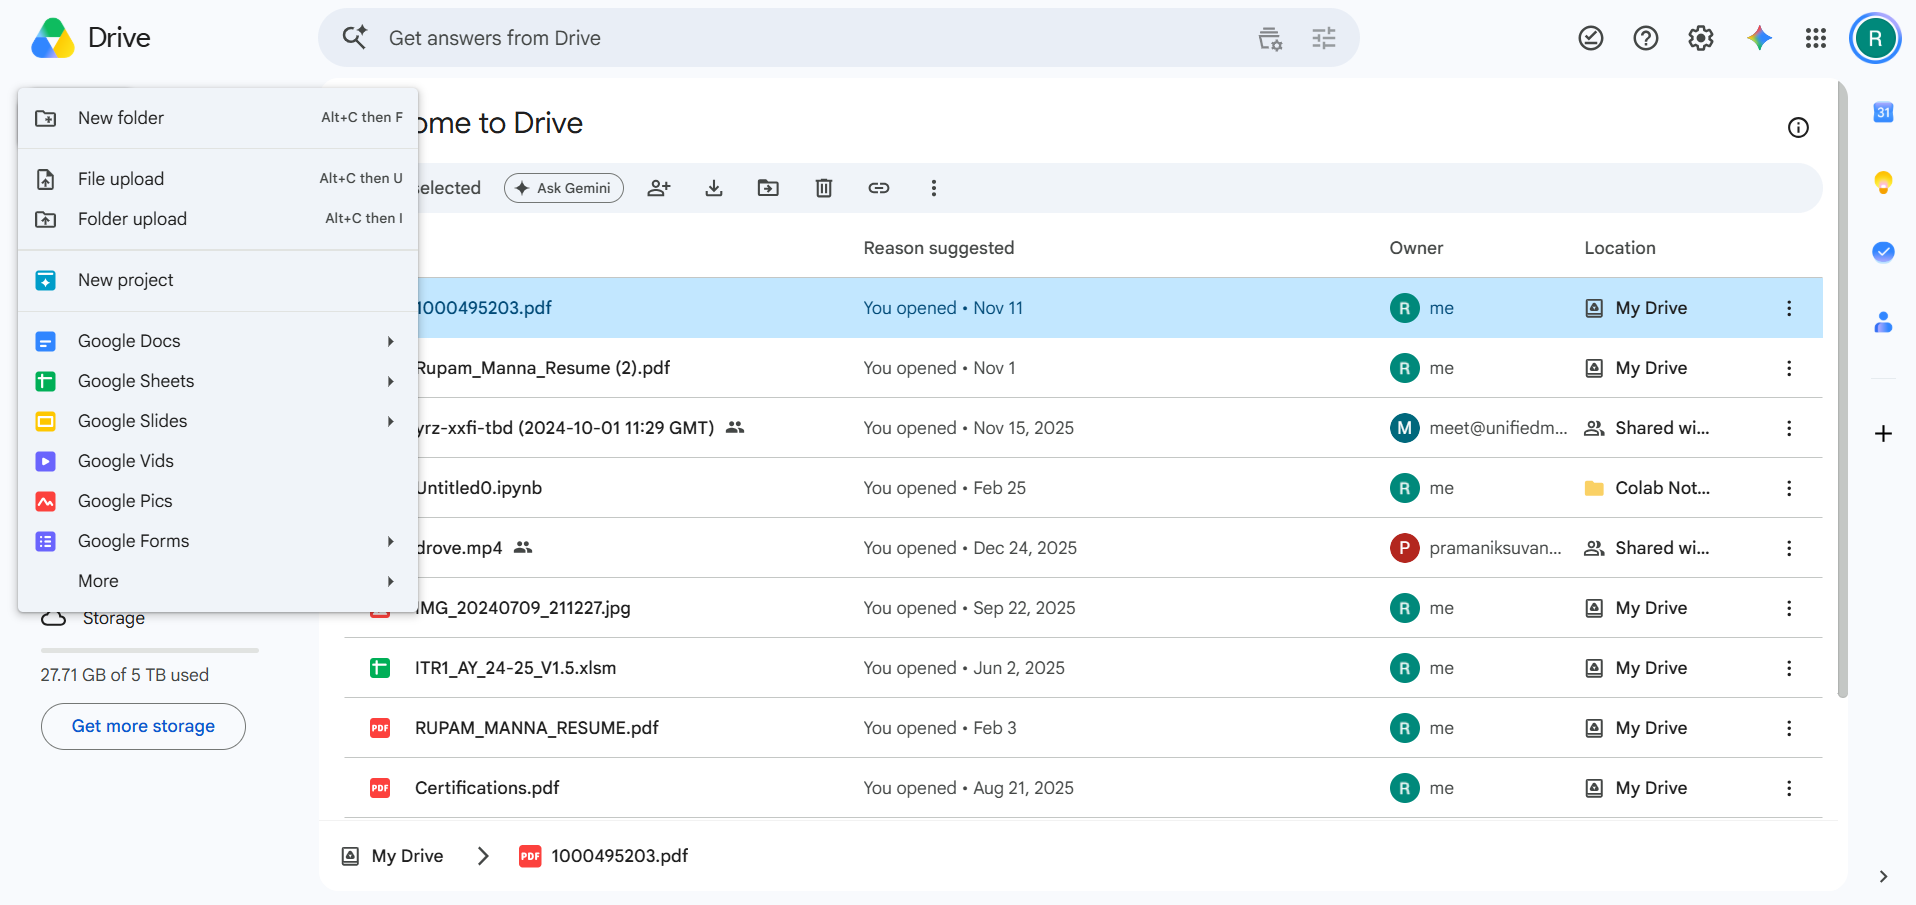 Drive
Get answers from Drive
R
New folder Alt+C then F
File upload Alt+C then U
Folder upload Alt+C then I
New project
Google Docs
Google Sheets
Google Slides
Google Vids
Google Pics
Google Forms
More
Storage
27.71 GB of 5 TB used
Get more storage
ome to Drive
elected Ask Gemini
Reason suggested Owner Location
1000495203.pdf You opened • Nov 11 R me My Drive
Rupam_Manna_Resume (2).pdf You opened • Nov 1 R me My Drive
yrz-xxfi-tbd (2024-10-01 11:29 GMT) You opened • Nov 15, 2025 M meet@unifiedm... Shared wi...
Untitled0.ipynb You opened • Feb 25 R me Colab Not...
drove.mp4 You opened • Dec 24, 2025 P pramaniksuvan... Shared wi...
IMG_20240709_211227.jpg You opened • Sep 22, 2025 R me My Drive
ITR1_AY_24-25_V1.5.xlsm You opened • Jun 2, 2025 R me My Drive
PDF RUPAM_MANNA_RESUME.pdf You opened • Feb 3 R me My Drive
PDF Certifications.pdf You opened • Aug 21, 2025 R me My Drive
My Drive PDF 1000495203.pdf
31